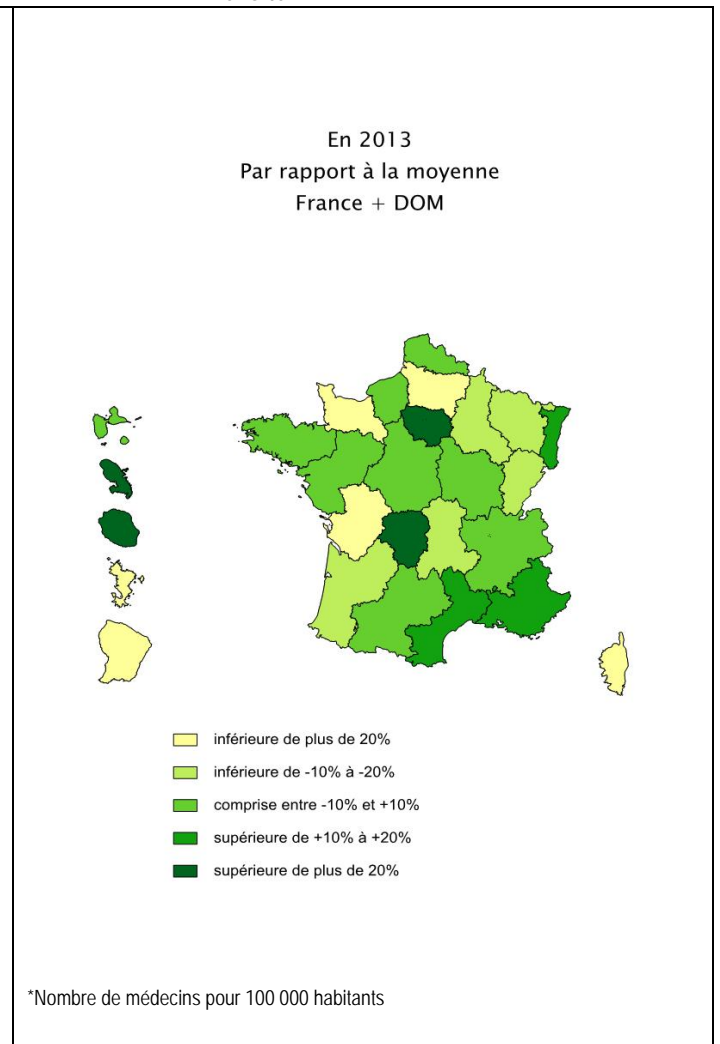 En 2013
Par rapport à la moyenne
France + DOM
inférieure de plus de 20%
inférieure de -10% à -20%
comprise entre -10% et +10%
supérieure de +10% à +20%
supérieure de plus de 20%
*Nombre de médecins pour 100 000 habitants